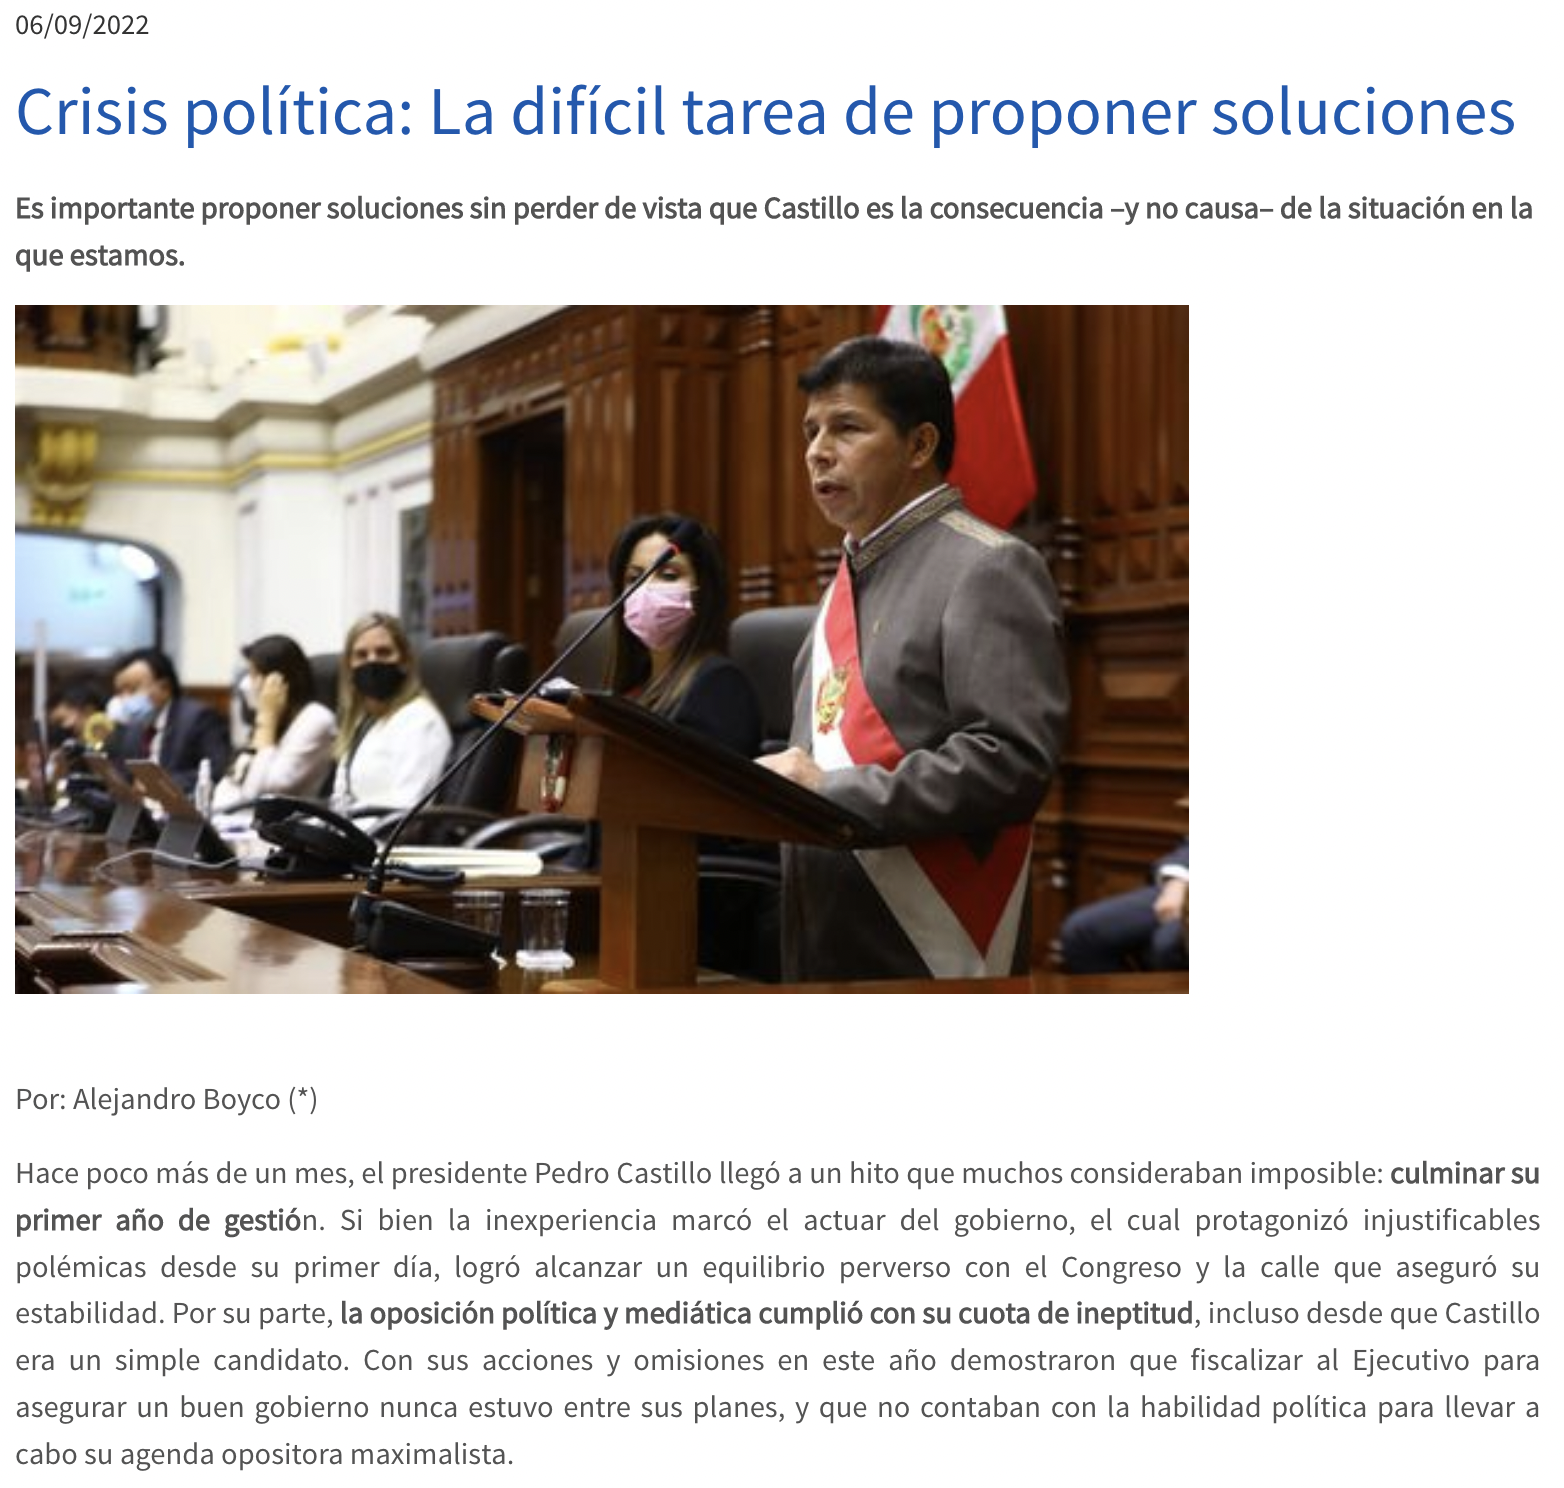 06/09/2022
Crisis política: La difícil tarea de proponer soluciones
Es importante proponer soluciones sin perder de vista que Castillo es la consecuencia –y no causa– de la situación en la
que estamos.
Por: Alejandro Boyco (*)
Hace poco más de un mes, el presidente Pedro Castillo llegó a un hito que muchos consideraban imposible: culminar su
primer año de gestión. Si bien la inexperiencia marcó el actuar del gobierno, el cual protagonizó injustificables
polémicas desde su primer día, logró alcanzar un equilibrio perverso con el Congreso y la calle que aseguró su
estabilidad. Por su parte, la oposición política y mediática cumplió con su cuota de ineptitud, incluso desde que Castillo
era un simple candidato. Con sus acciones y omisiones en este año demostraron que fiscalizar al Ejecutivo para
asegurar un buen gobierno nunca estuvo entre sus planes, y que no contaban con la habilidad política para llevar a
cabo su agenda opositora maximalista.